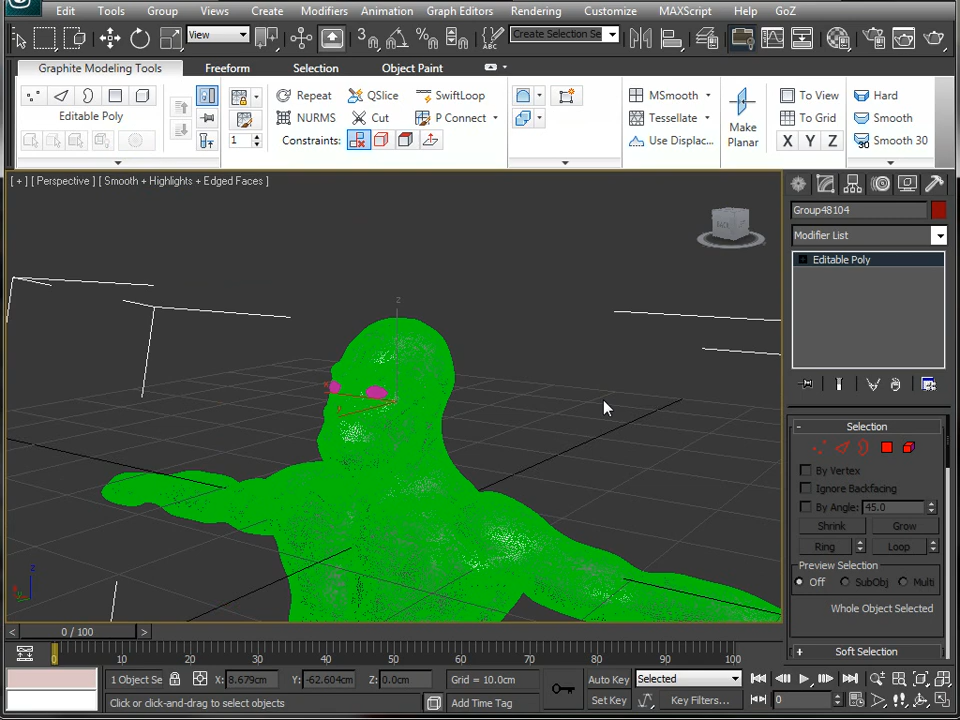 Edit Tools Group Views Create Modifiers Animation Graph Editors Rendering Customize MAXScript Help GoZ
View
3
%
ABC
Create Selection Se
Graphite Modeling Tools Freeform Selection Object Paint
Repeat QSlice SwiftLoop MSmooth To View Hard
Edit Poly
NURMS Cut P Connect Tessellate To Grid Smooth
1 Constraints: Make Planar Use Displac... X Y Z 30 Smooth 30
[ + ] [ Perspective ] [ Smooth + Highlights + Edged Faces ]
Group48104
Modifier List
Editable Poly
z
x
y
Selection
By Vertex
Ignore Backfacing
By Angle: 45.0
Shrink Grow
Ring Loop
Preview Selection
Off SubObj Multi
Whole Object Selected
Soft Selection
z
< 0 / 100 >
0 10 20 30 40 50 60 70 80 90 100
1 Object Se X: 8.679cm Y: -62.604cm Z: 0.0cm Grid = 10.0cm Auto Key Selected
Click or click-and-drag to select objects Add Time Tag Set Key Key Filters... 0